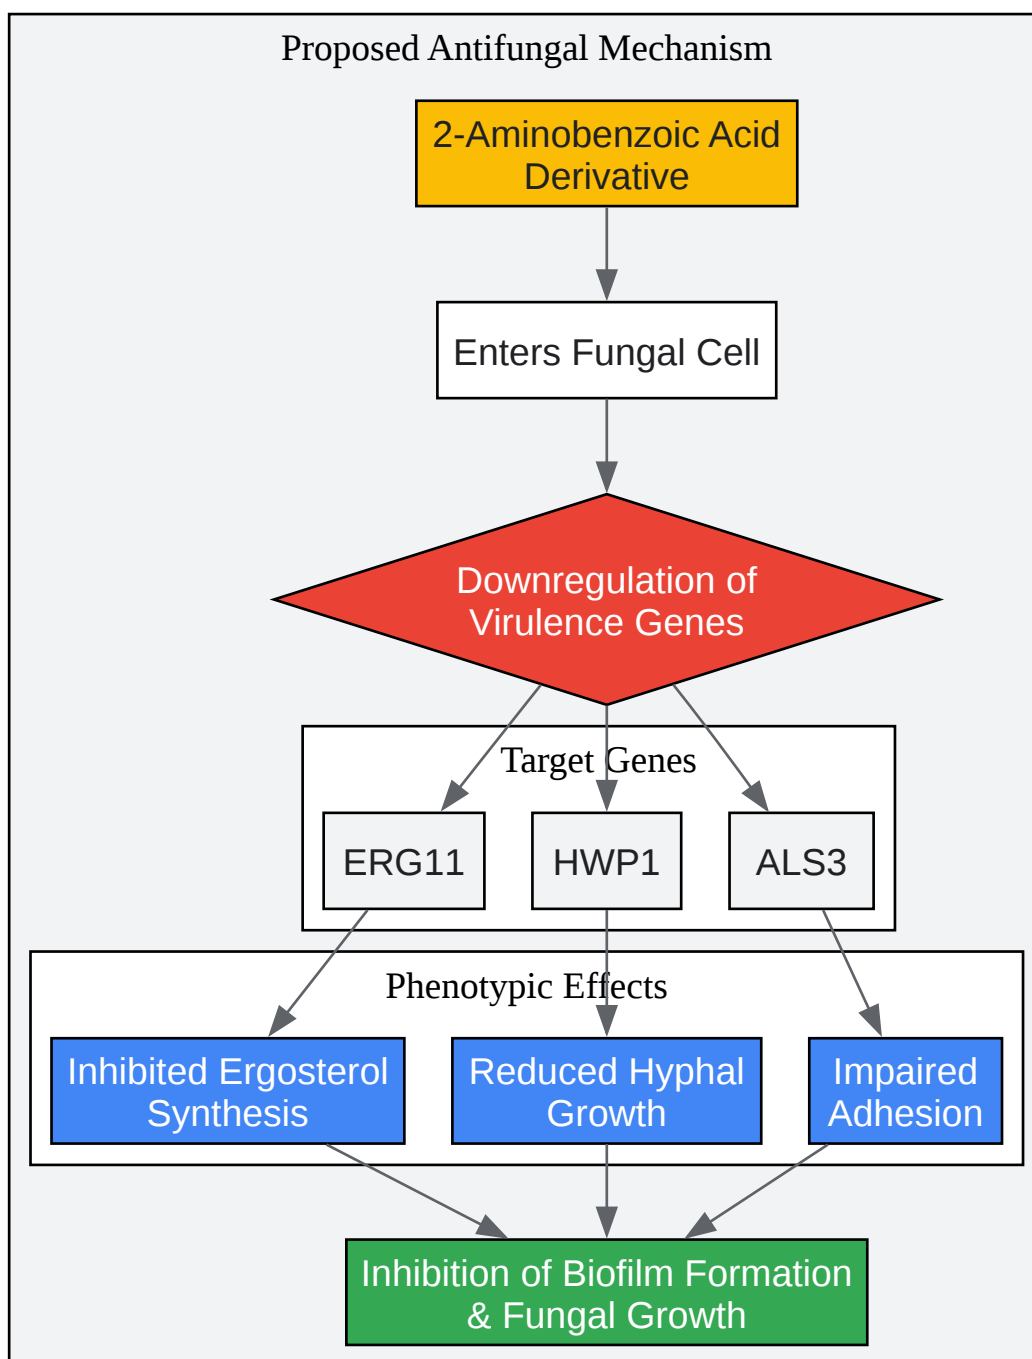 Proposed Antifungal Mechanism
2-Aminobenzoic Acid
Derivative
Enters Fungal Cell
Downregulation of
Virulence Genes
Target Genes
ERG11
HWP1
ALS3
Phenotypic Effects
Inhibited Ergosterol
Synthesis
Reduced Hyphal
Growth
Impaired
Adhesion
Inhibition of Biofilm Formation
& Fungal Growth